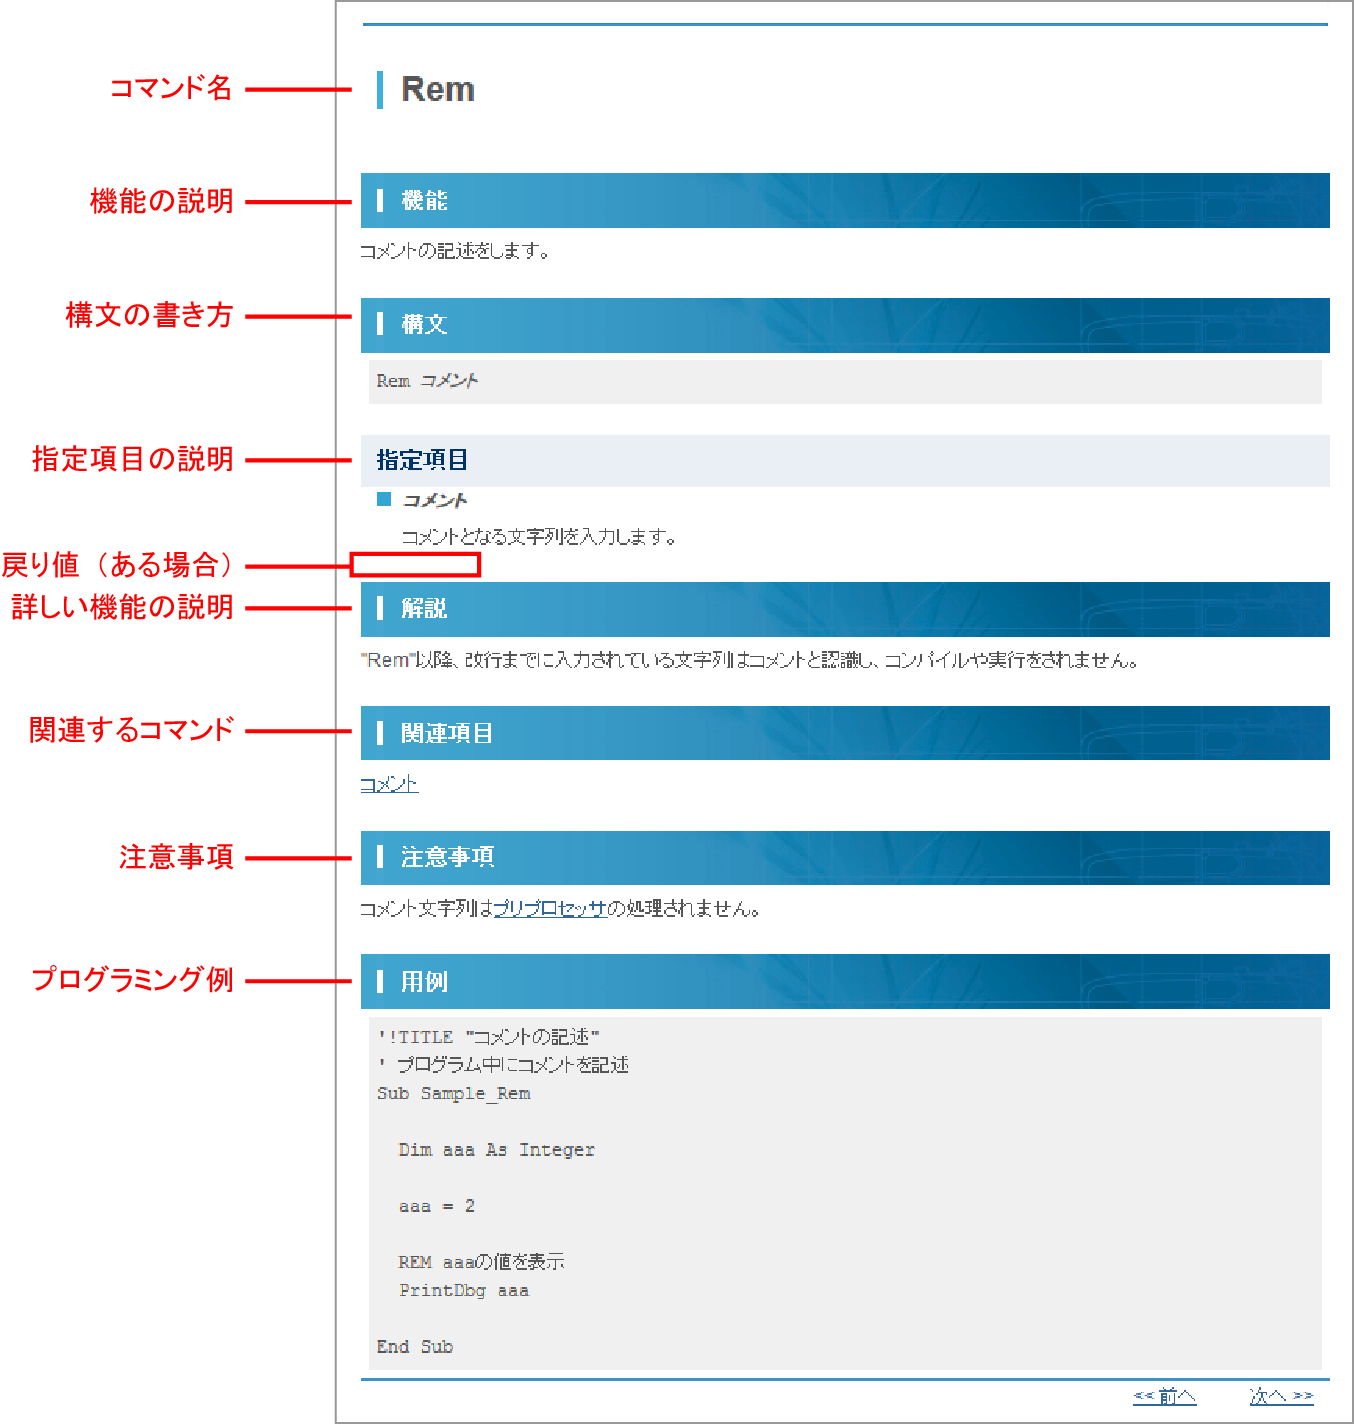 コマンド名
Rem
機能の説明
機能
コメントの記述をします。
構文の書き方
構文
Rem コメント
指定項目の説明
指定項目
コメント
コメントとなる文字列を入力します。
戻り値（ある場合）
詳しい機能の説明
解説
"Rem"以降、改行までに入力されている文字列はコメントと認識し、コンパイルや実行をされません。
関連するコマンド
関連項目
コメント
注意事項
注意事項
コメント文字列はプリプロセッサの処理されません。
プログラミング例
用例
'!TITLE "コメントの記述"
' プログラム中にコメントを記述
Sub Sample_Rem
Dim aaa As Integer
aaa = 2
REM aaaの値を表示
PrintDbg aaa
End Sub
<<前へ 次へ >>